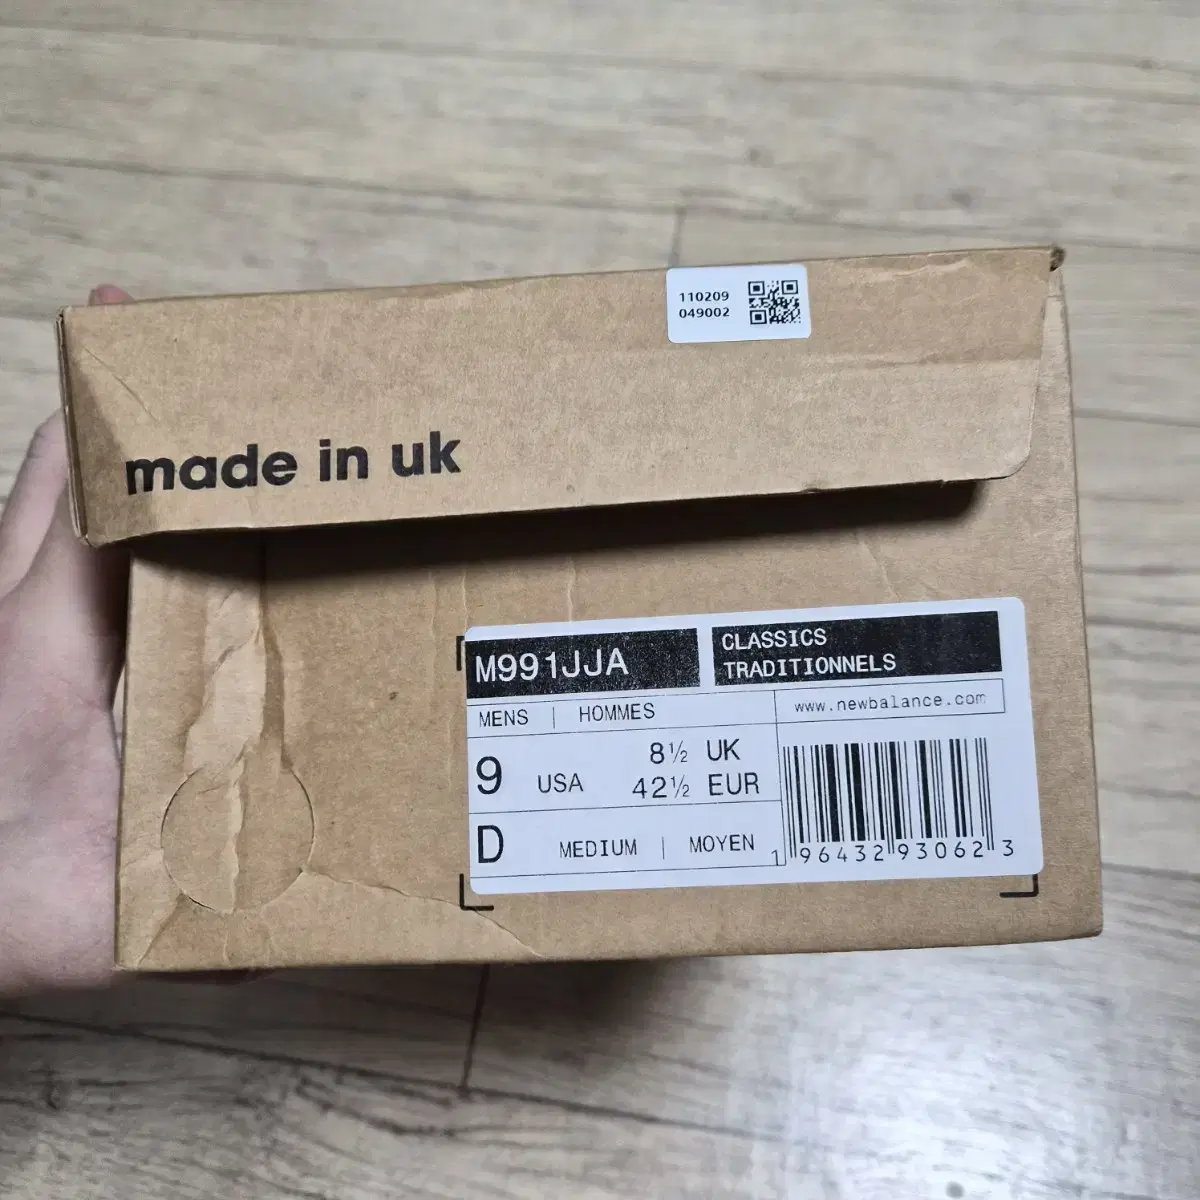 110209
049002
made in uk
M991JJA
CLASSICS
TRADITIONNELS
MENS | HOMMES
www.newbalance.com
9 USA 8½ UK
42½ EUR
D MEDIUM | MOYEN
1 96432 93062 3